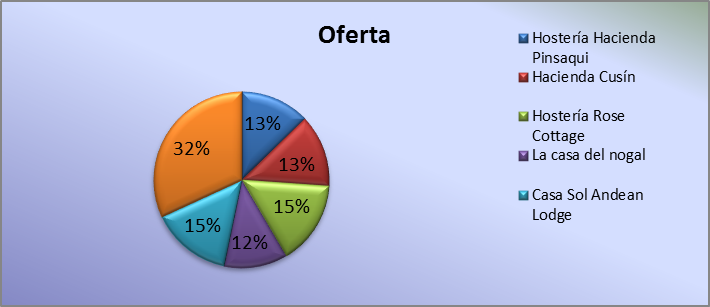 Oferta
Hostería Hacienda
Pinsaqui
Hacienda Cusín
Hostería Rose
Cottage
La casa del nogal
Casa Sol Andean
Lodge
13%
13%
15%
12%
15%
32%